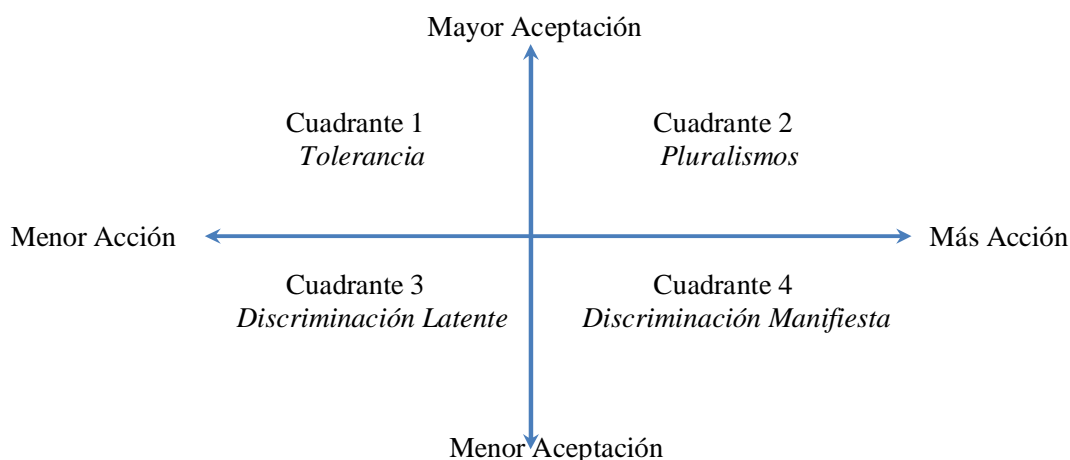 Mayor Aceptación
Cuadrante 1
Tolerancia
Cuadrante 2
Pluralismos
Menor Acción
Más Acción
Cuadrante 3
Discriminación Latente
Cuadrante 4
Discriminación Manifiesta
Menor Aceptación